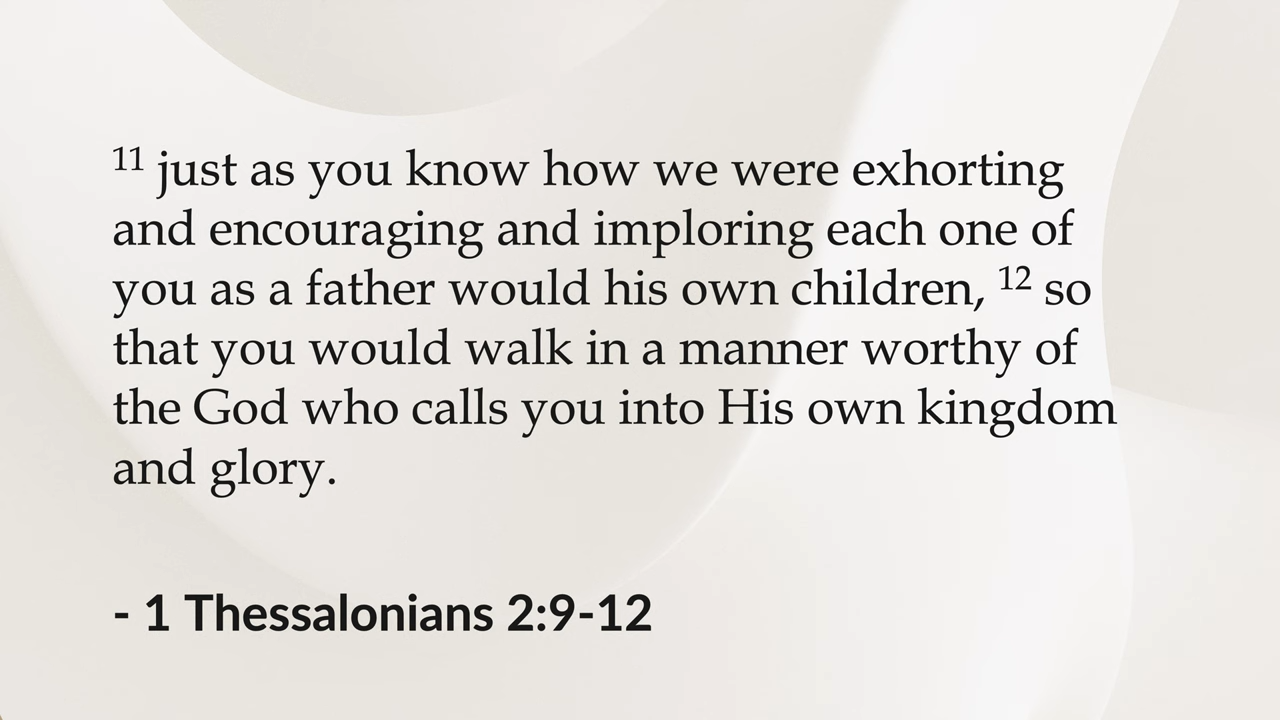 11 just as you know how we were exhorting
and encouraging and imploring each one of
you as a father would his own children, 12 so
that you would walk in a manner worthy of
the God who calls you into His own kingdom
and glory.
- 1 Thessalonians 2:9-12